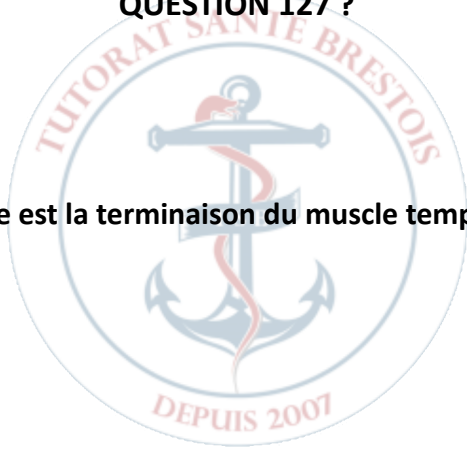 QUESTION 127 ?
TUTORAT SANTE BRESTOIS
e est la terminaison du muscle temp
DEPUIS 2007